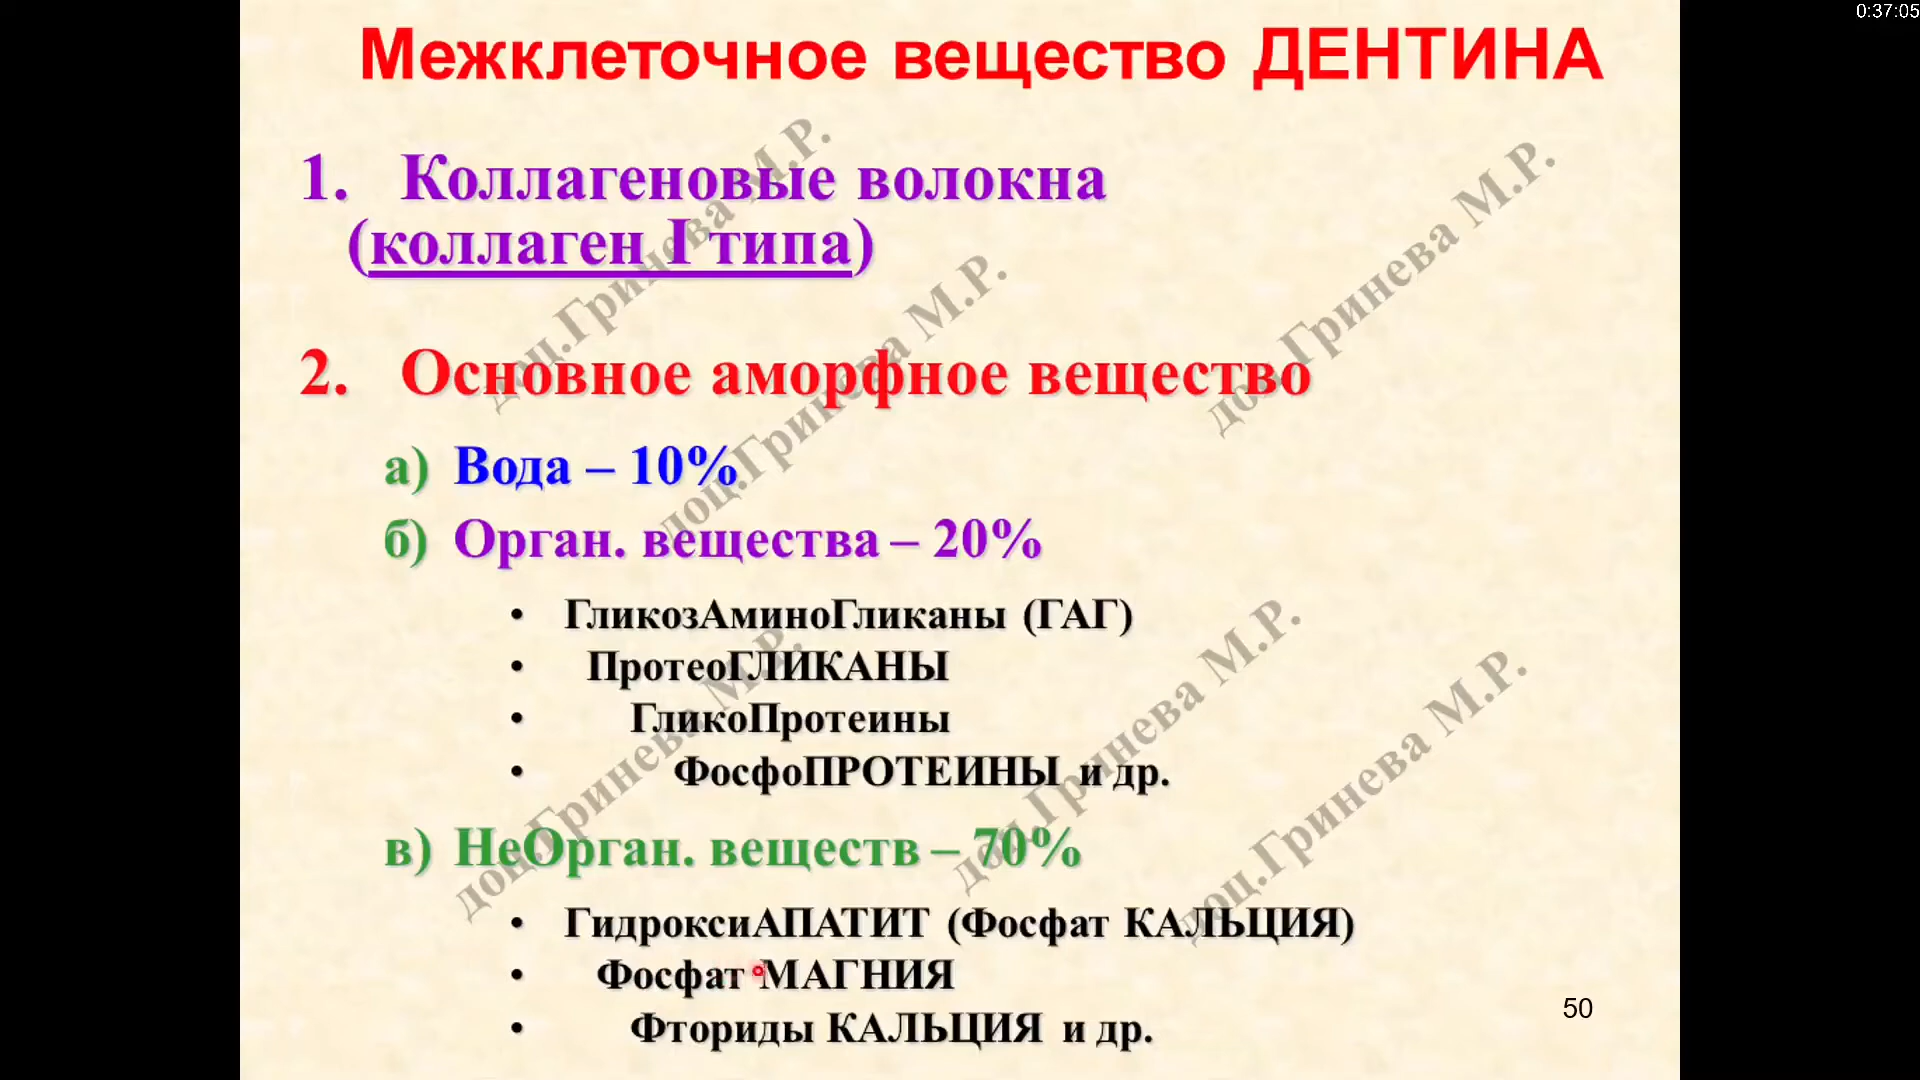 0:37:05
Межклеточное вещество ДЕНТИНА
1. Коллагеновые волокна
(коллаген I типа)
2. Основное аморфное вещество
а) Вода – 10%
б) Орган. вещества – 20%
• ГликозАминоГликаны (ГАГ)
• ПротеоГЛИКАНЫ
• ГликоПротеины
• ФосфоПРОТЕИНЫ и др.
в) НеОрган. веществ – 70%
• ГидроксиАПАТИТ (Фосфат КАЛЬЦИЯ)
• Фосфат МАГНИЯ
• Фториды КАЛЬЦИЯ и др.
50
доц.Гринева М.Р.
доц.Гринева М.Р.
доц.Гринева М.Р.
доц.Гринева М.Р.
доц.Гринева М.Р.
доц.Гринева М.Р.